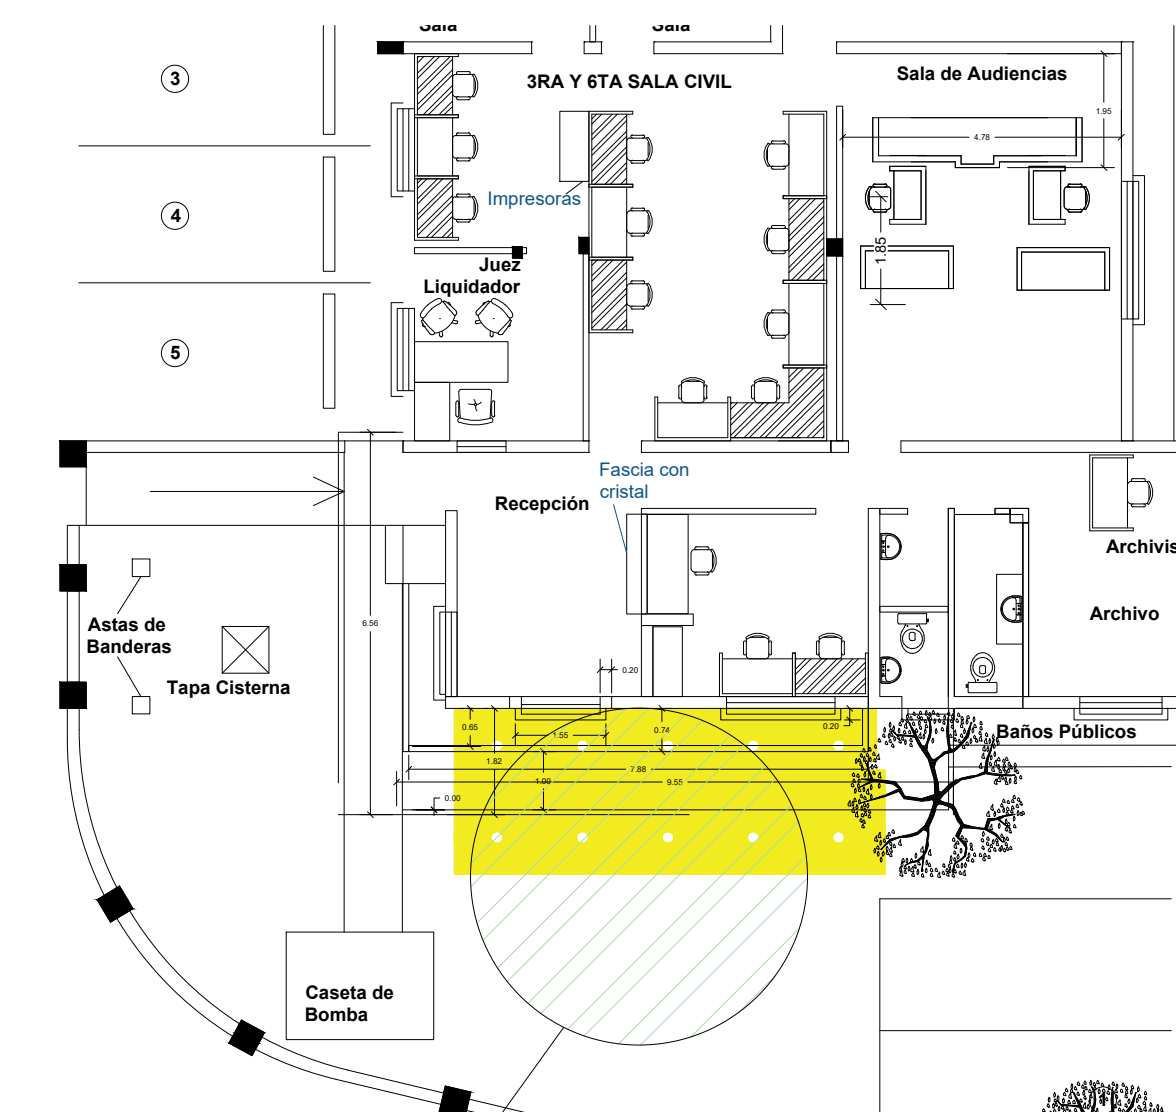 Sala
Sala
3
3RA Y 6TA SALA CIVIL
Sala de Audiencias
1.95
4.78
Impresoras
4
1.85
Juez
Liquidador
5
Fascia con
cristal
Recepción
Archivis
Archivo
6.56
Astas de
Banderas
Tapa Cisterna
0.20
0.65
1.55
0.74
0.20
Baños Públicos
1.82
7.88
1.00
9.55
0.00
Caseta de
Bomba